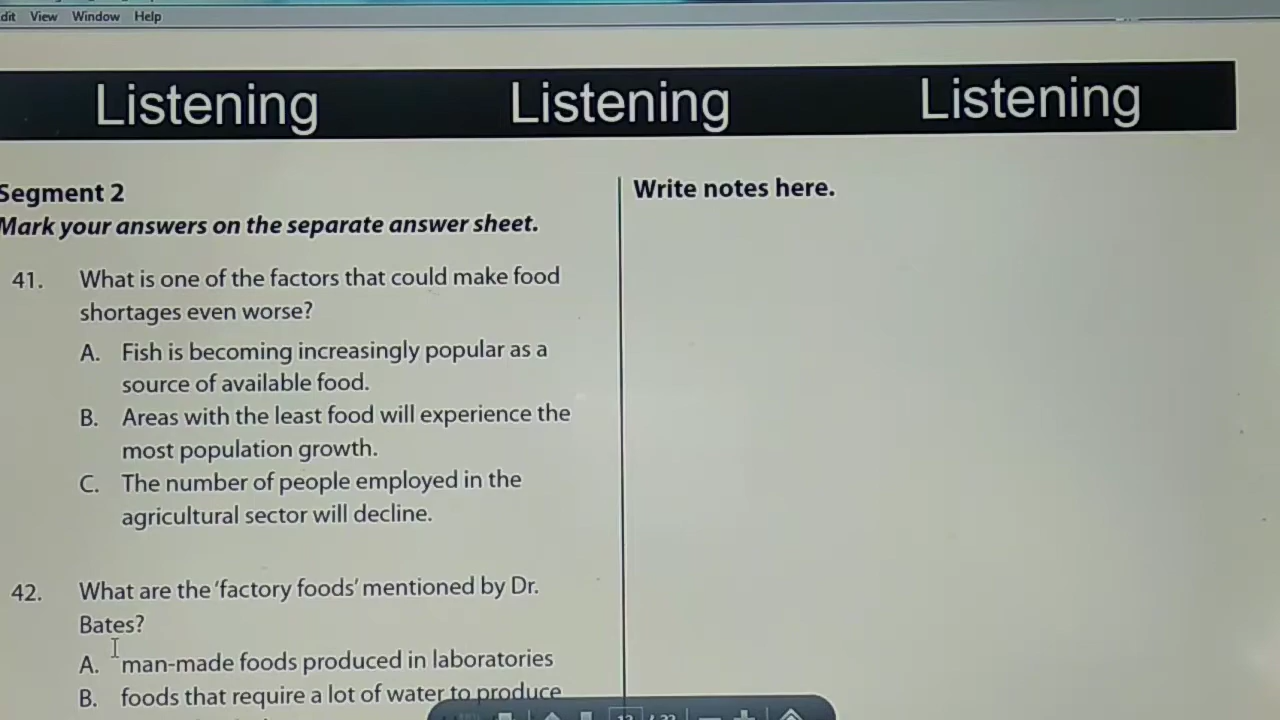 dit View Window Help
Listening Listening Listening
Segment 2
Mark your answers on the separate answer sheet.
41. What is one of the factors that could make food
shortages even worse?
A. Fish is becoming increasingly popular as a
source of available food.
B. Areas with the least food will experience the
most population growth.
C. The number of people employed in the
agricultural sector will decline.
42. What are the 'factory foods' mentioned by Dr.
Bates?
A. man-made foods produced in laboratories
B. foods that require a lot of water to produce
Write notes here.